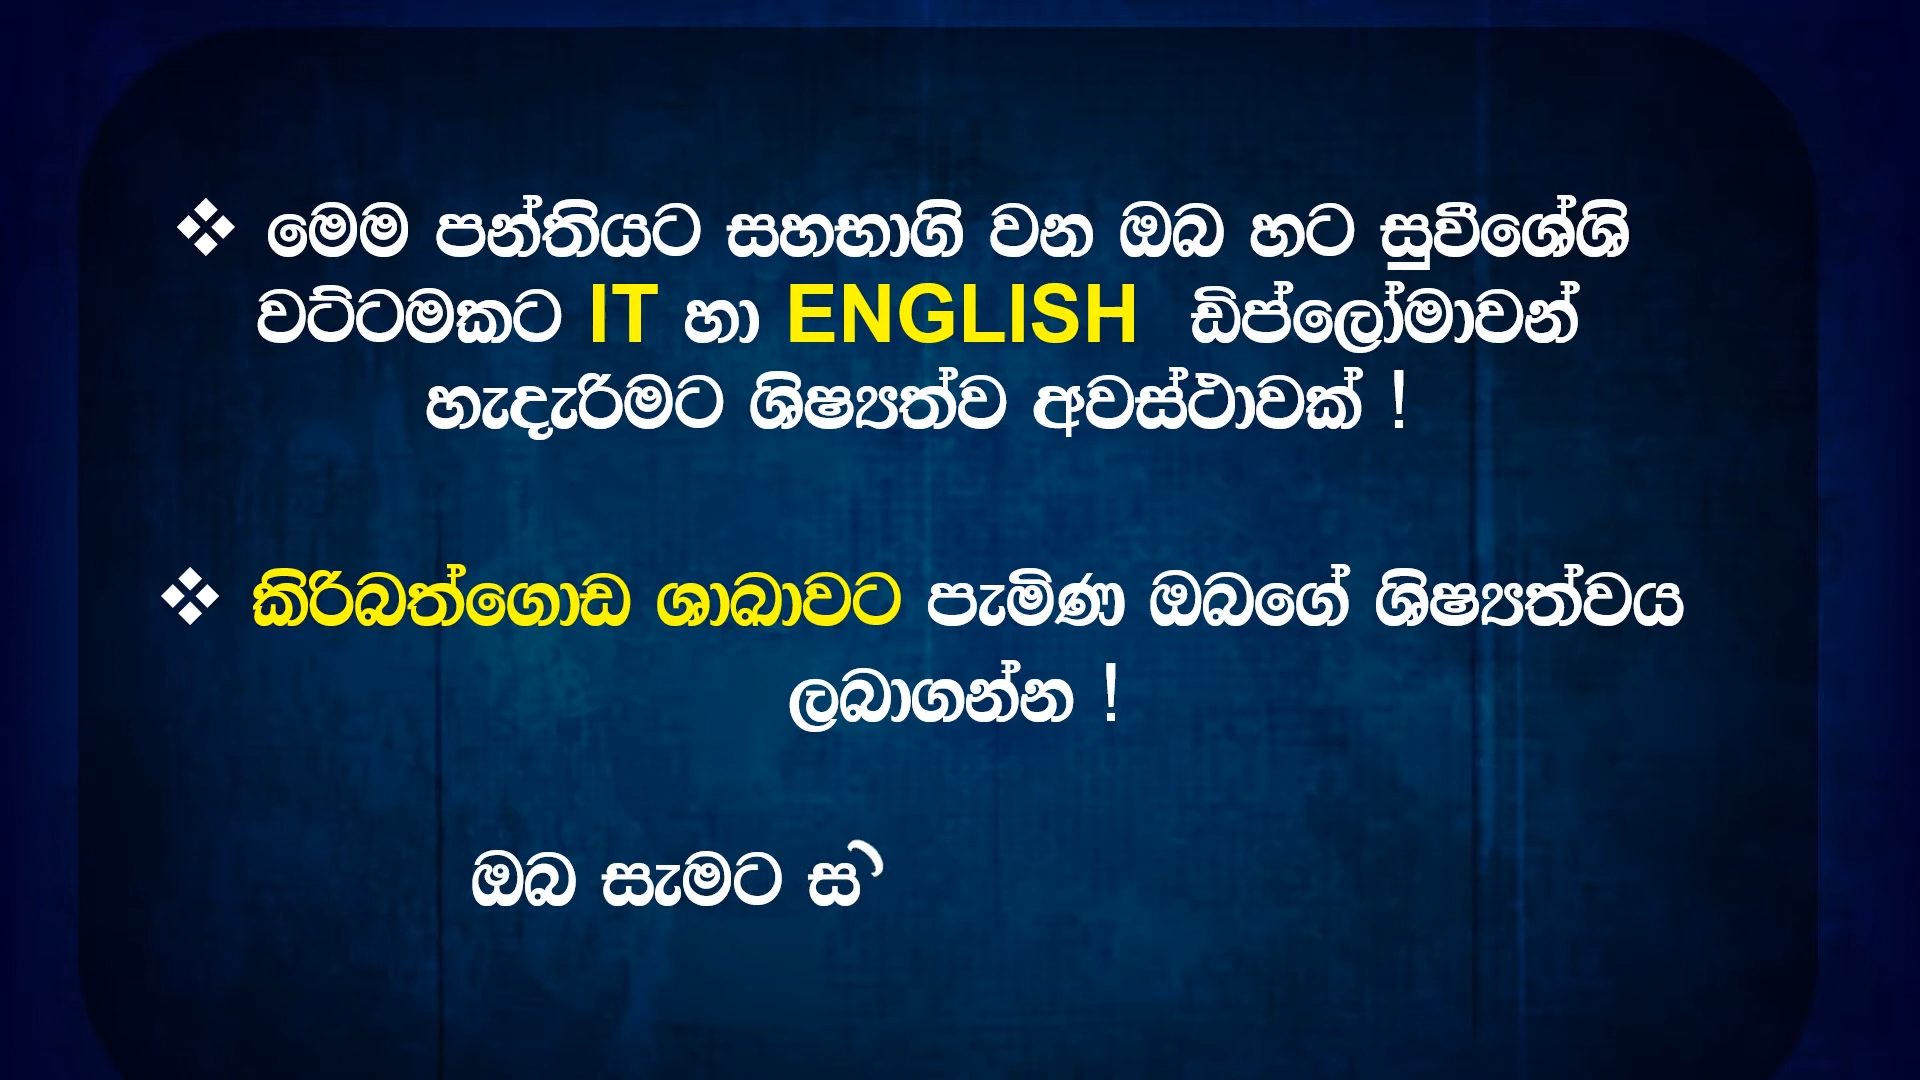 ❖ මෙම පන්තියට සහභාගි වන ඔබ හට සුවීශේශි
වට්ටමකට IT හා ENGLISH ඩිප්ලෝමාවන්
හැදැරිමට ශිෂ්‍යත්ව අවස්ථාවක් !
❖ කිරිබත්ගොඩ ශාඛාවට පැමිණ ඔබගේ ශිෂ්‍යත්වය
ලබාගන්න !
ඔබ සැමට ස